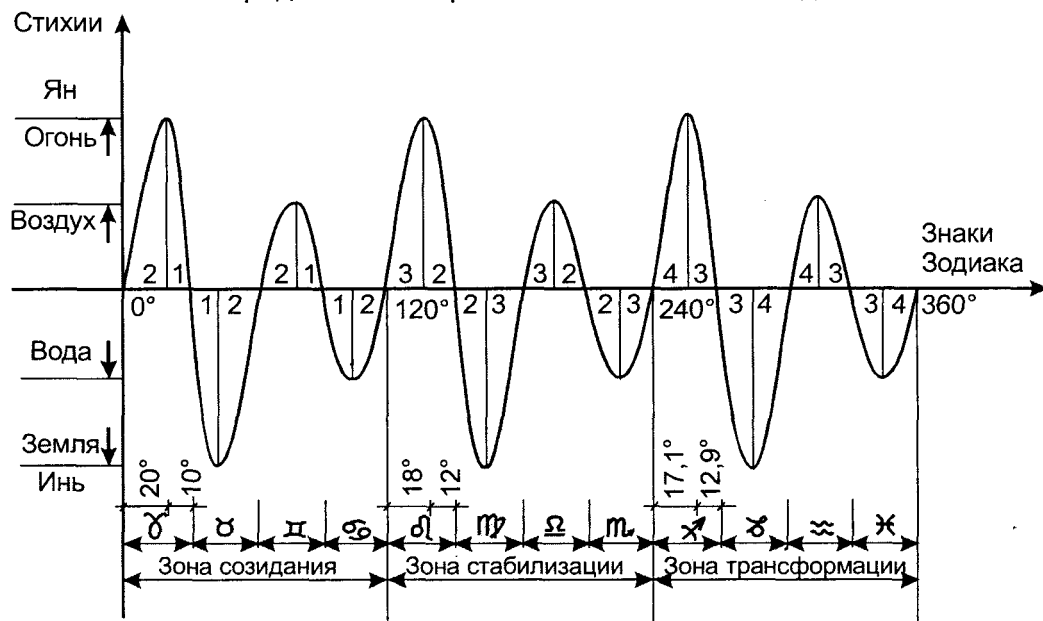 Стихии
Ян
Огонь
Воздух
Знаки
Зодиака
2 1 2 1 3 2 3 2 4 3 4 3
0° 1 2 1 2 120° 2 3 2 3 240° 3 4 3 4 360°
Вода
Земля
Инь
20° 10° 18° 12° 17,1° 12,9°
♈ ♉ ♊ ♋ ♌ ♍ ♎ ♏ ♐ ♑ ♒ ♓
Зона созидания Зона стабилизации Зона трансформации